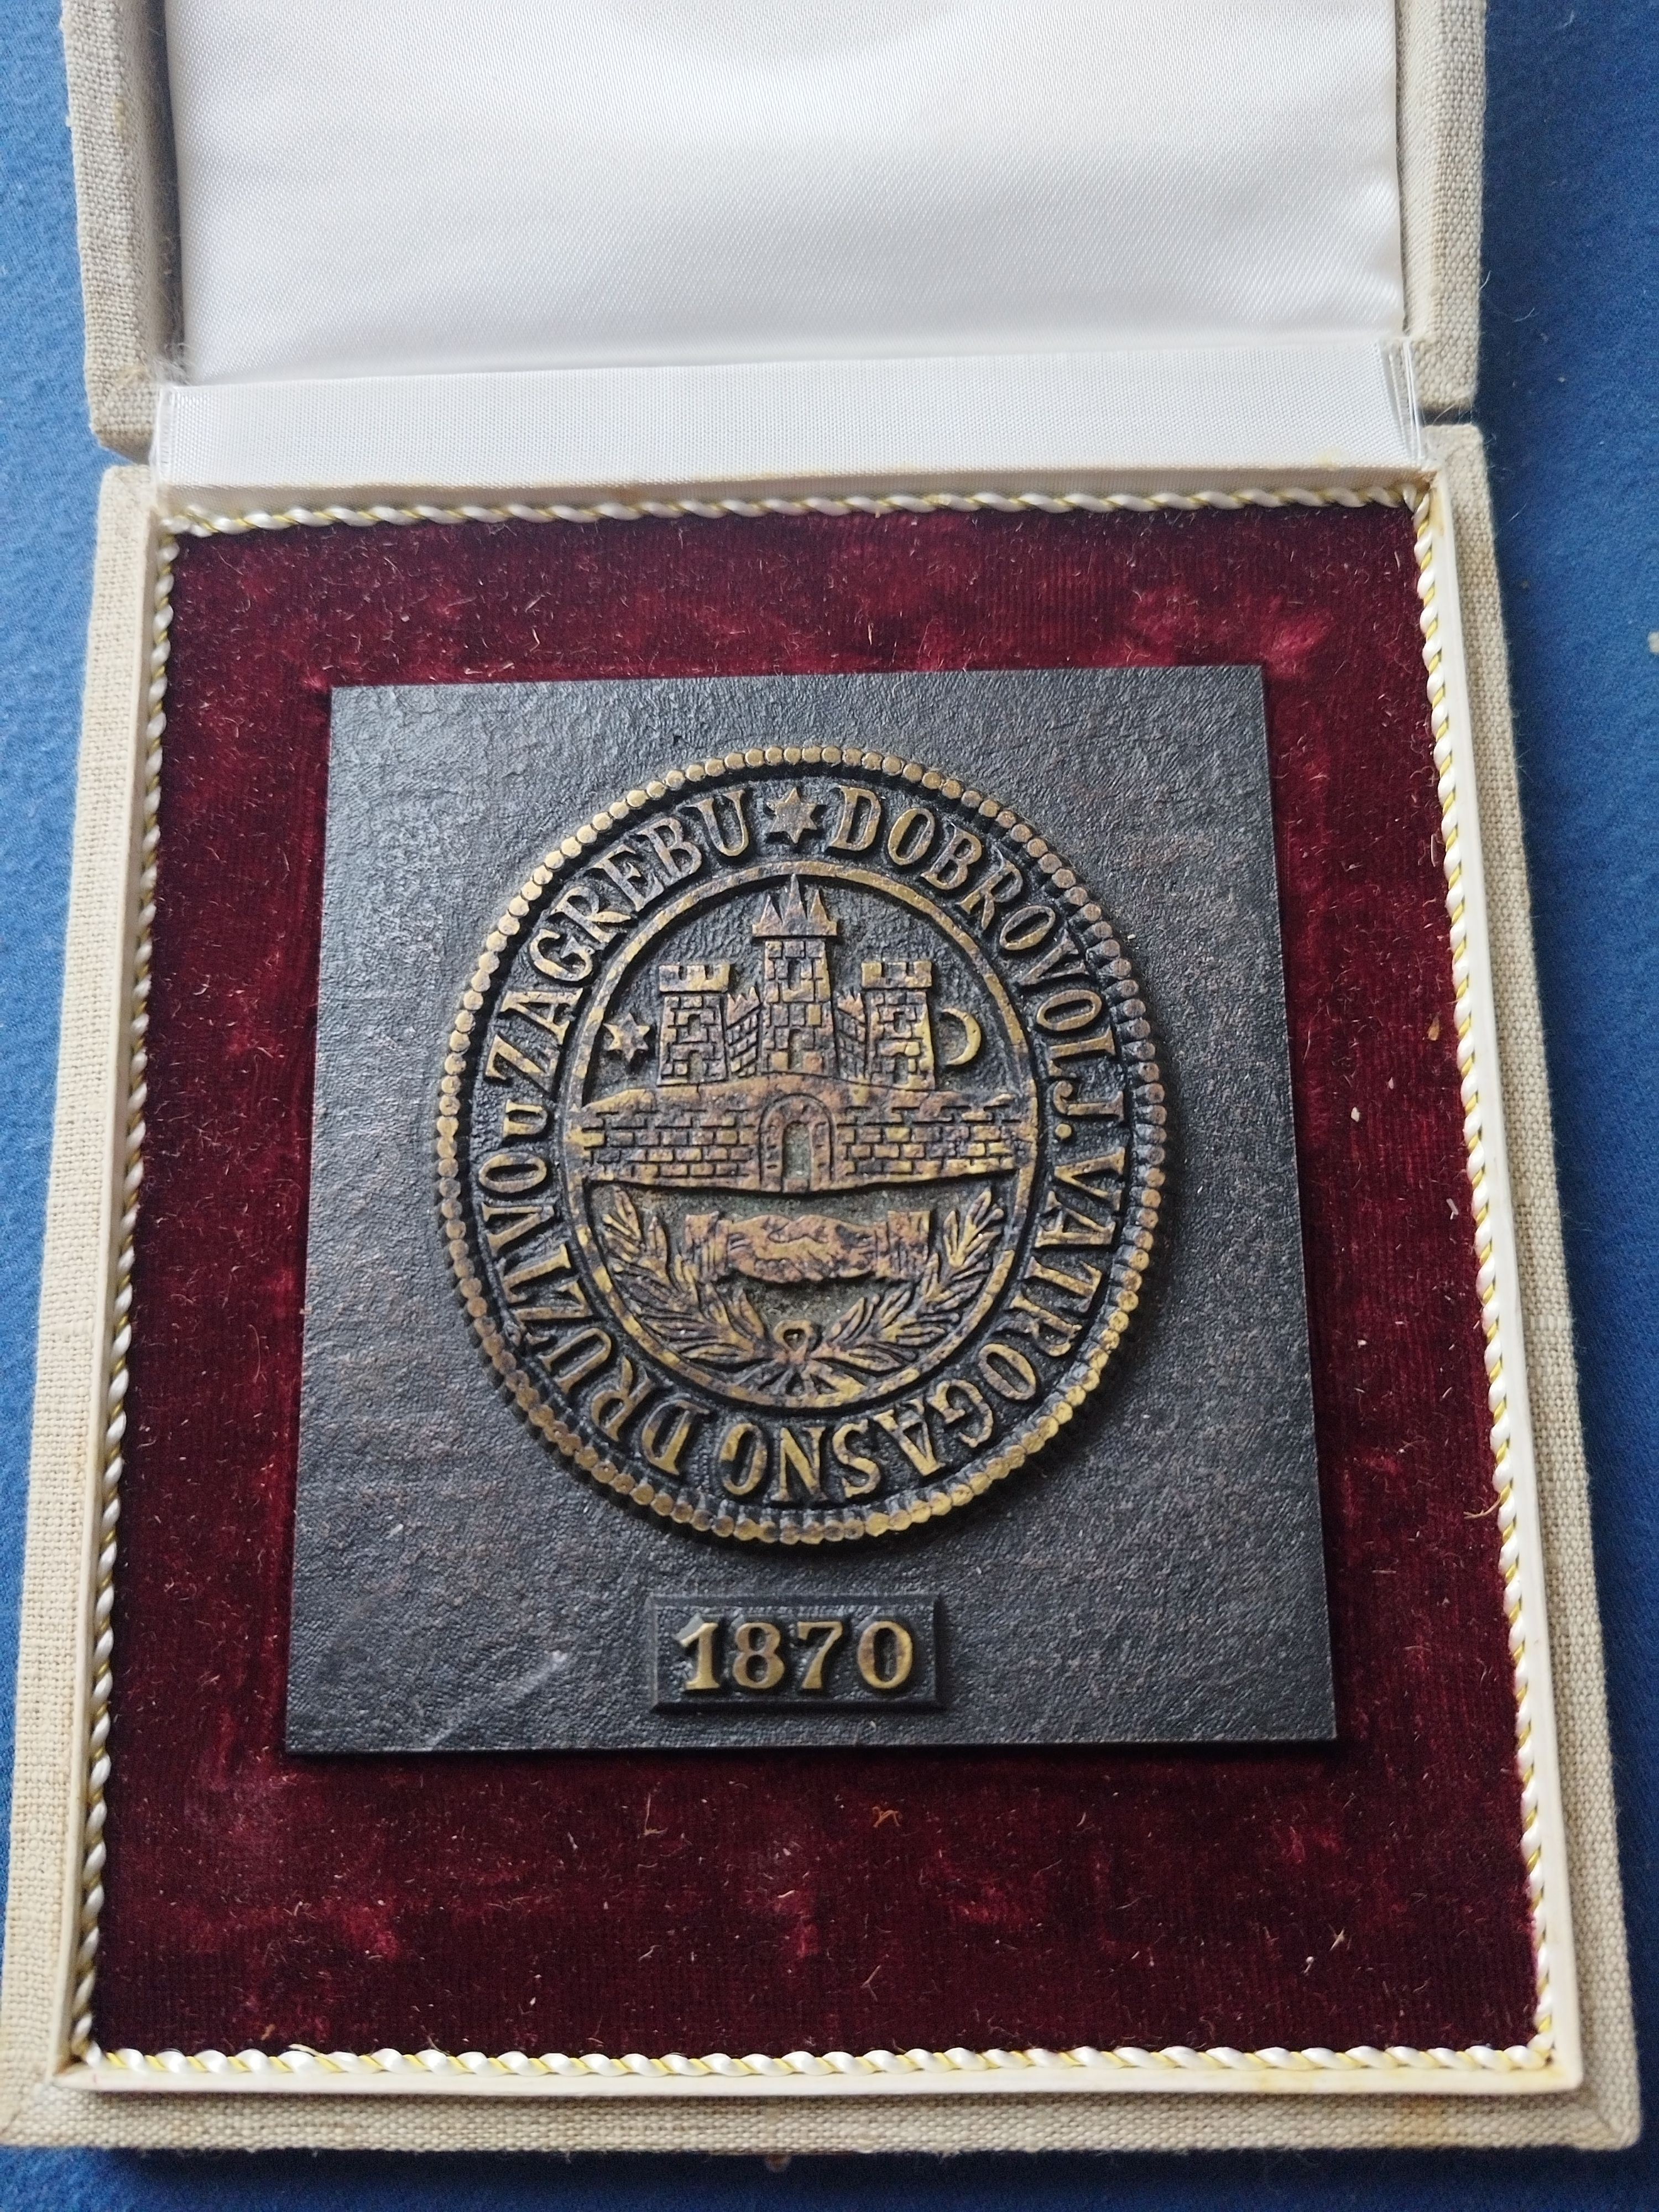 DOBROVOLJ. VATROGASNO DRUŽTVO u ZAGREBU
1870